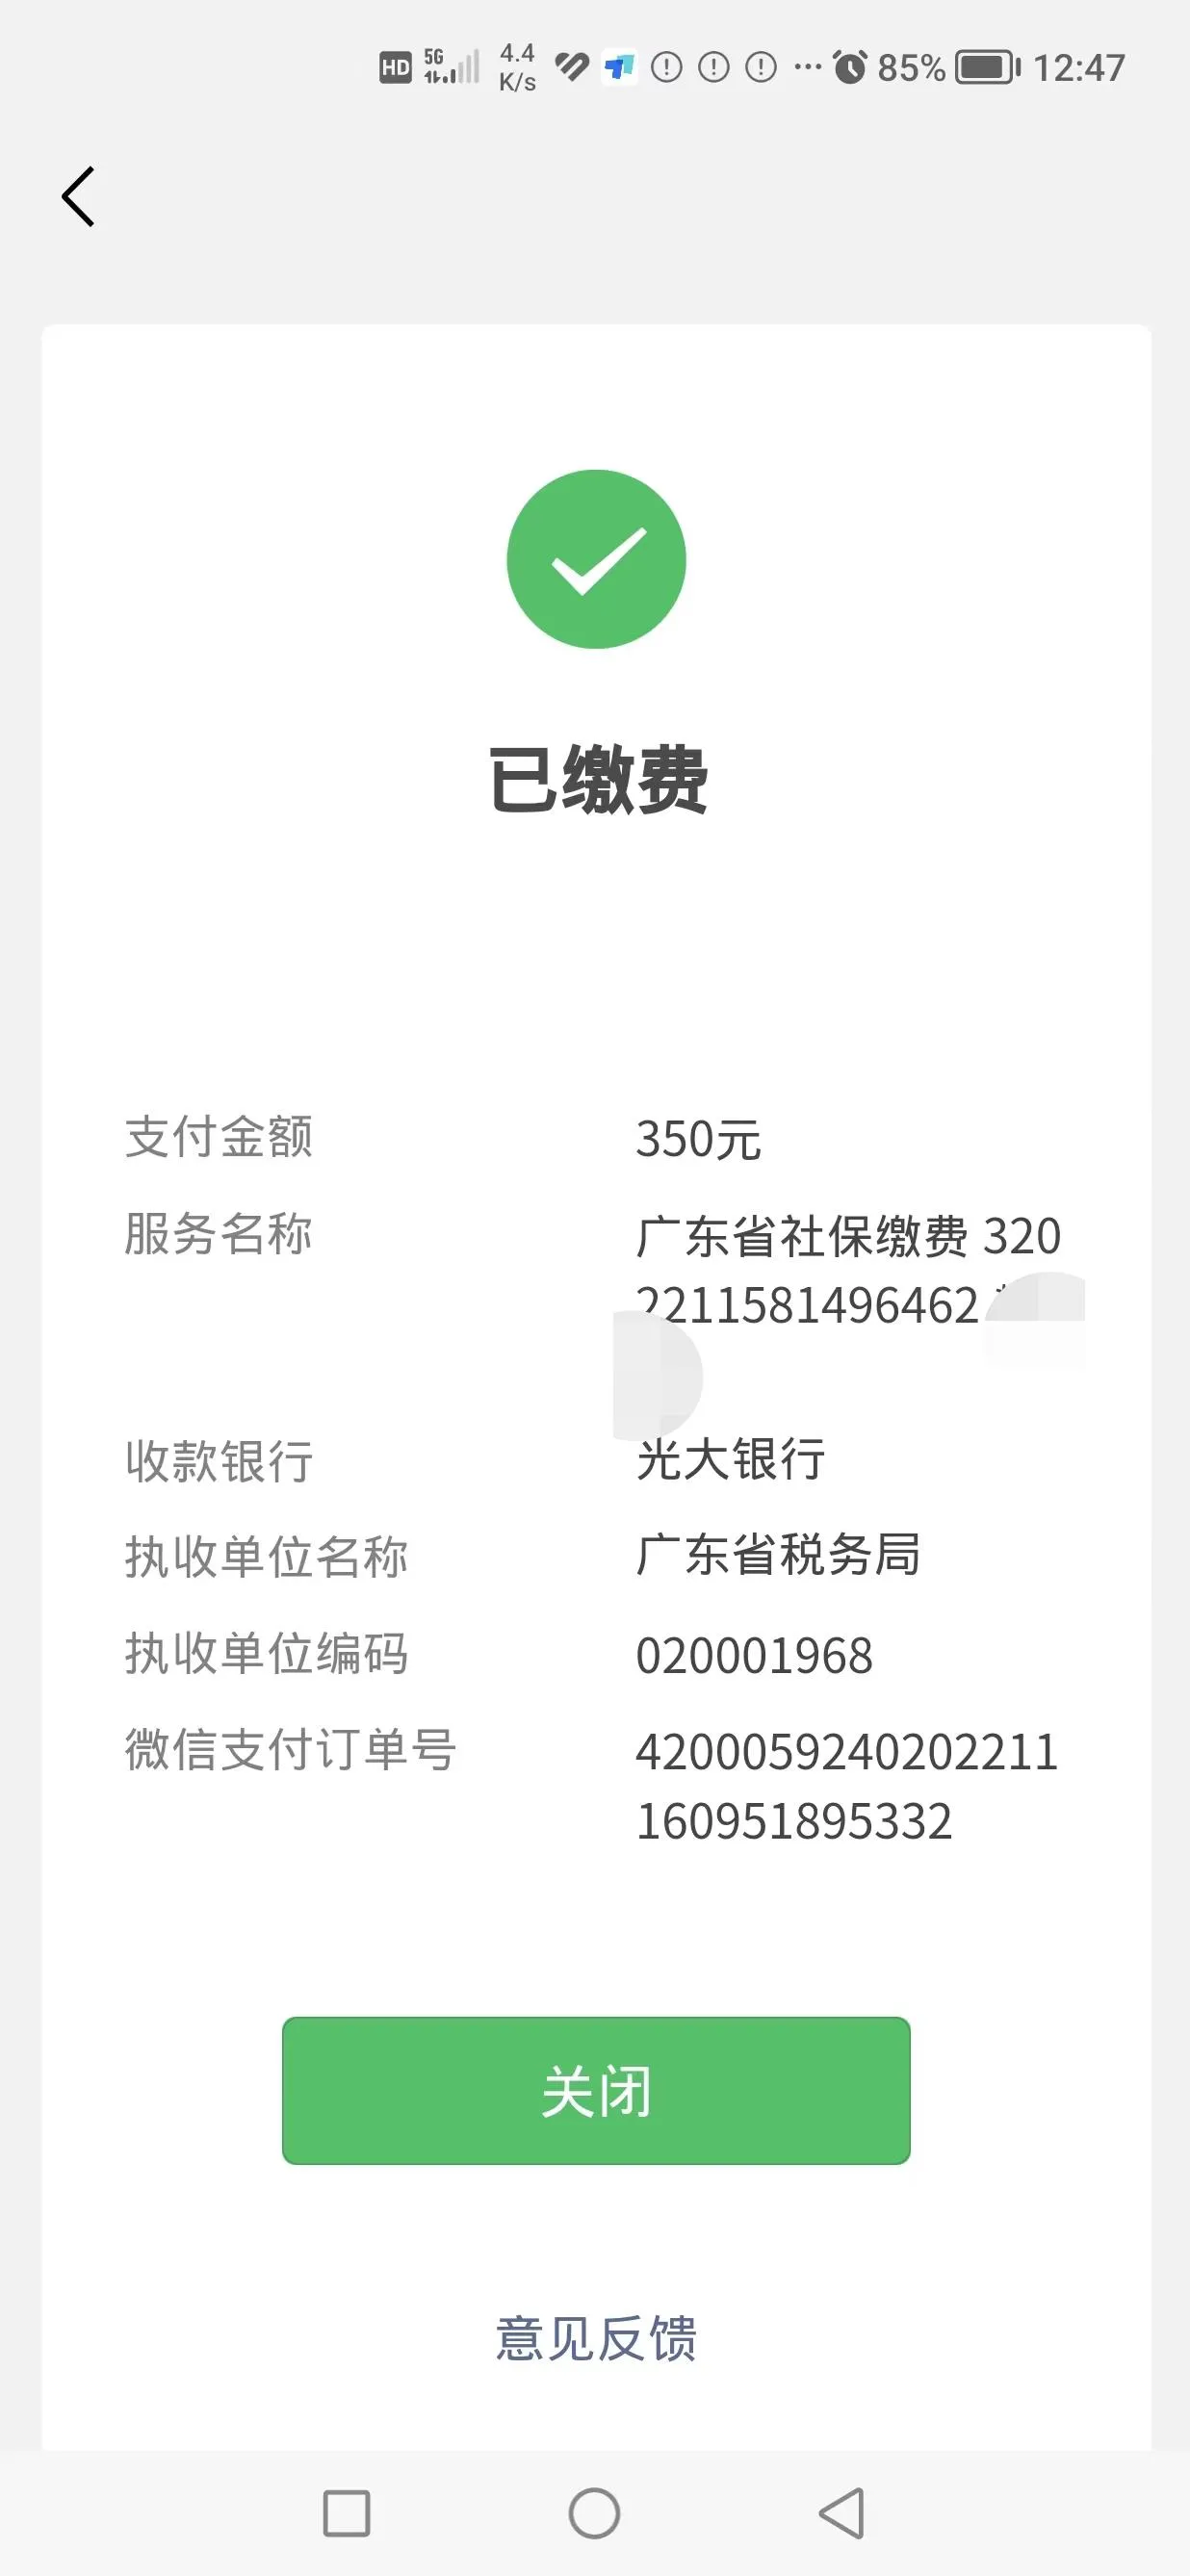 HD 5G 4.4 K/s 85% 12:47
已缴费
支付金额 350元
服务名称 广东省社保缴费 320
2211581496462
收款银行 光大银行
执收单位名称 广东省税务局
执收单位编码 020001968
微信支付订单号 4200059240202211
160951895332
关闭
意见反馈